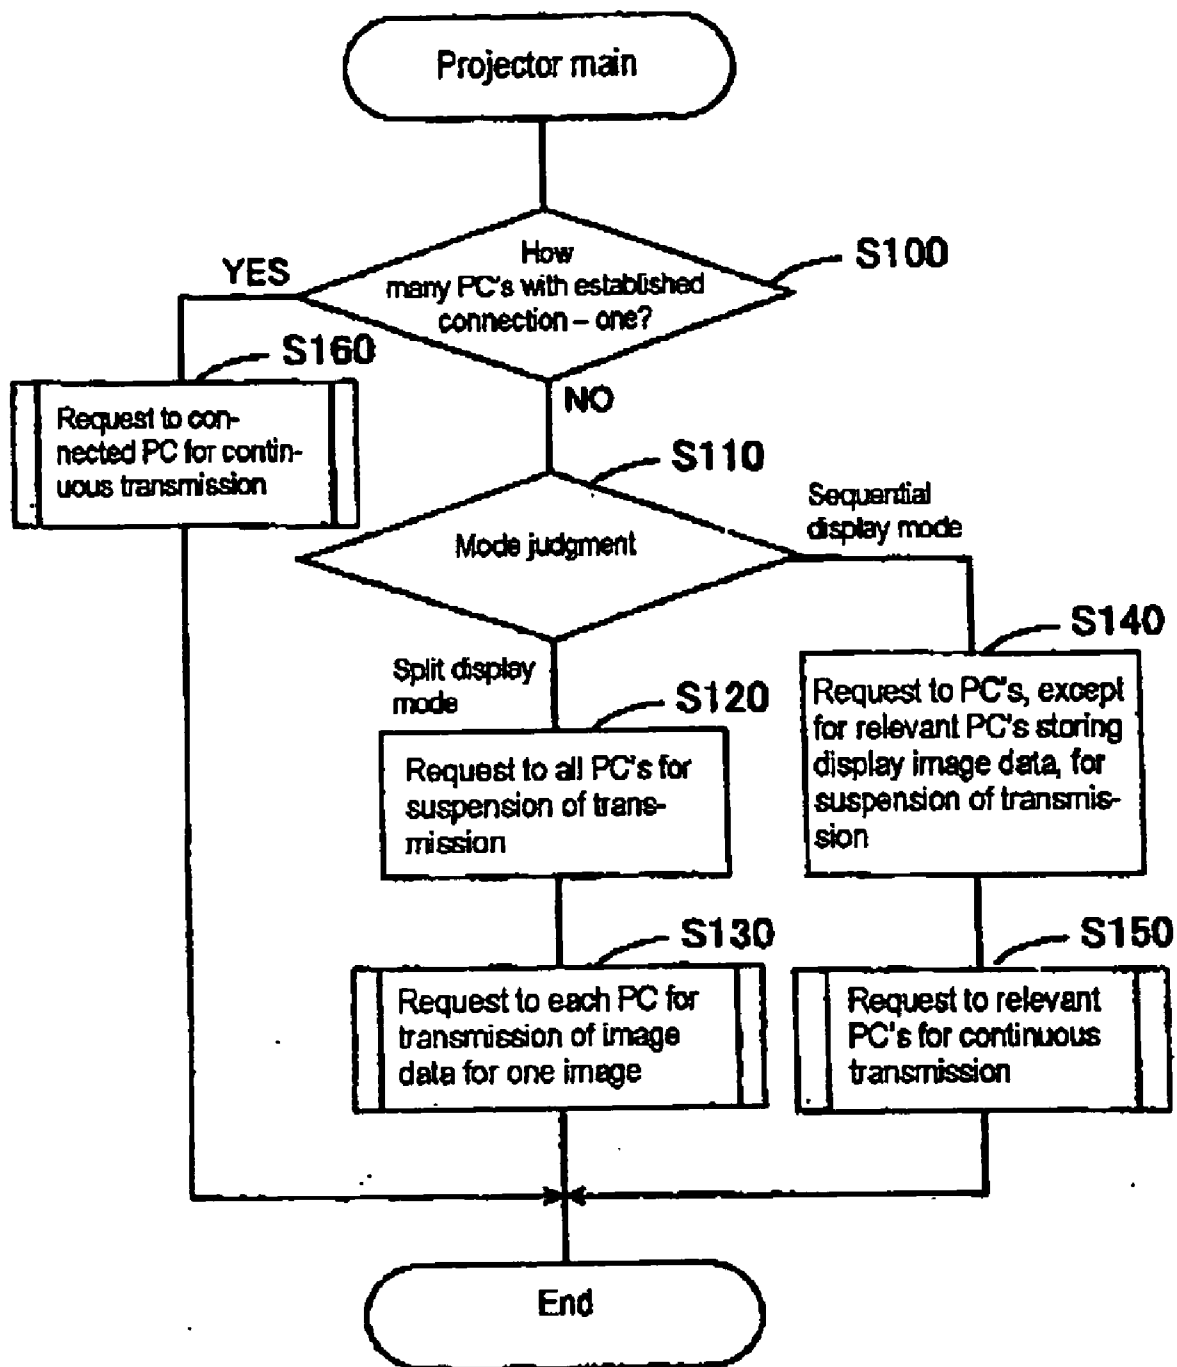 Projector main
How
many PC's with established
connection – one?
S100
YES
S160
Request to con-
nected PC for contin-
uous transmission
NO
S110
Mode judgment
Sequential
display mode
Split display
mode
S120
Request to all PC's for
suspension of trans-
mission
S140
Request to PC's, except
for relevant PC's storing
display image data, for
suspension of transmis-
sion
S130
Request to each PC for
transmission of image
data for one image
S150
Request to relevant
PC's for continuous
transmission
End